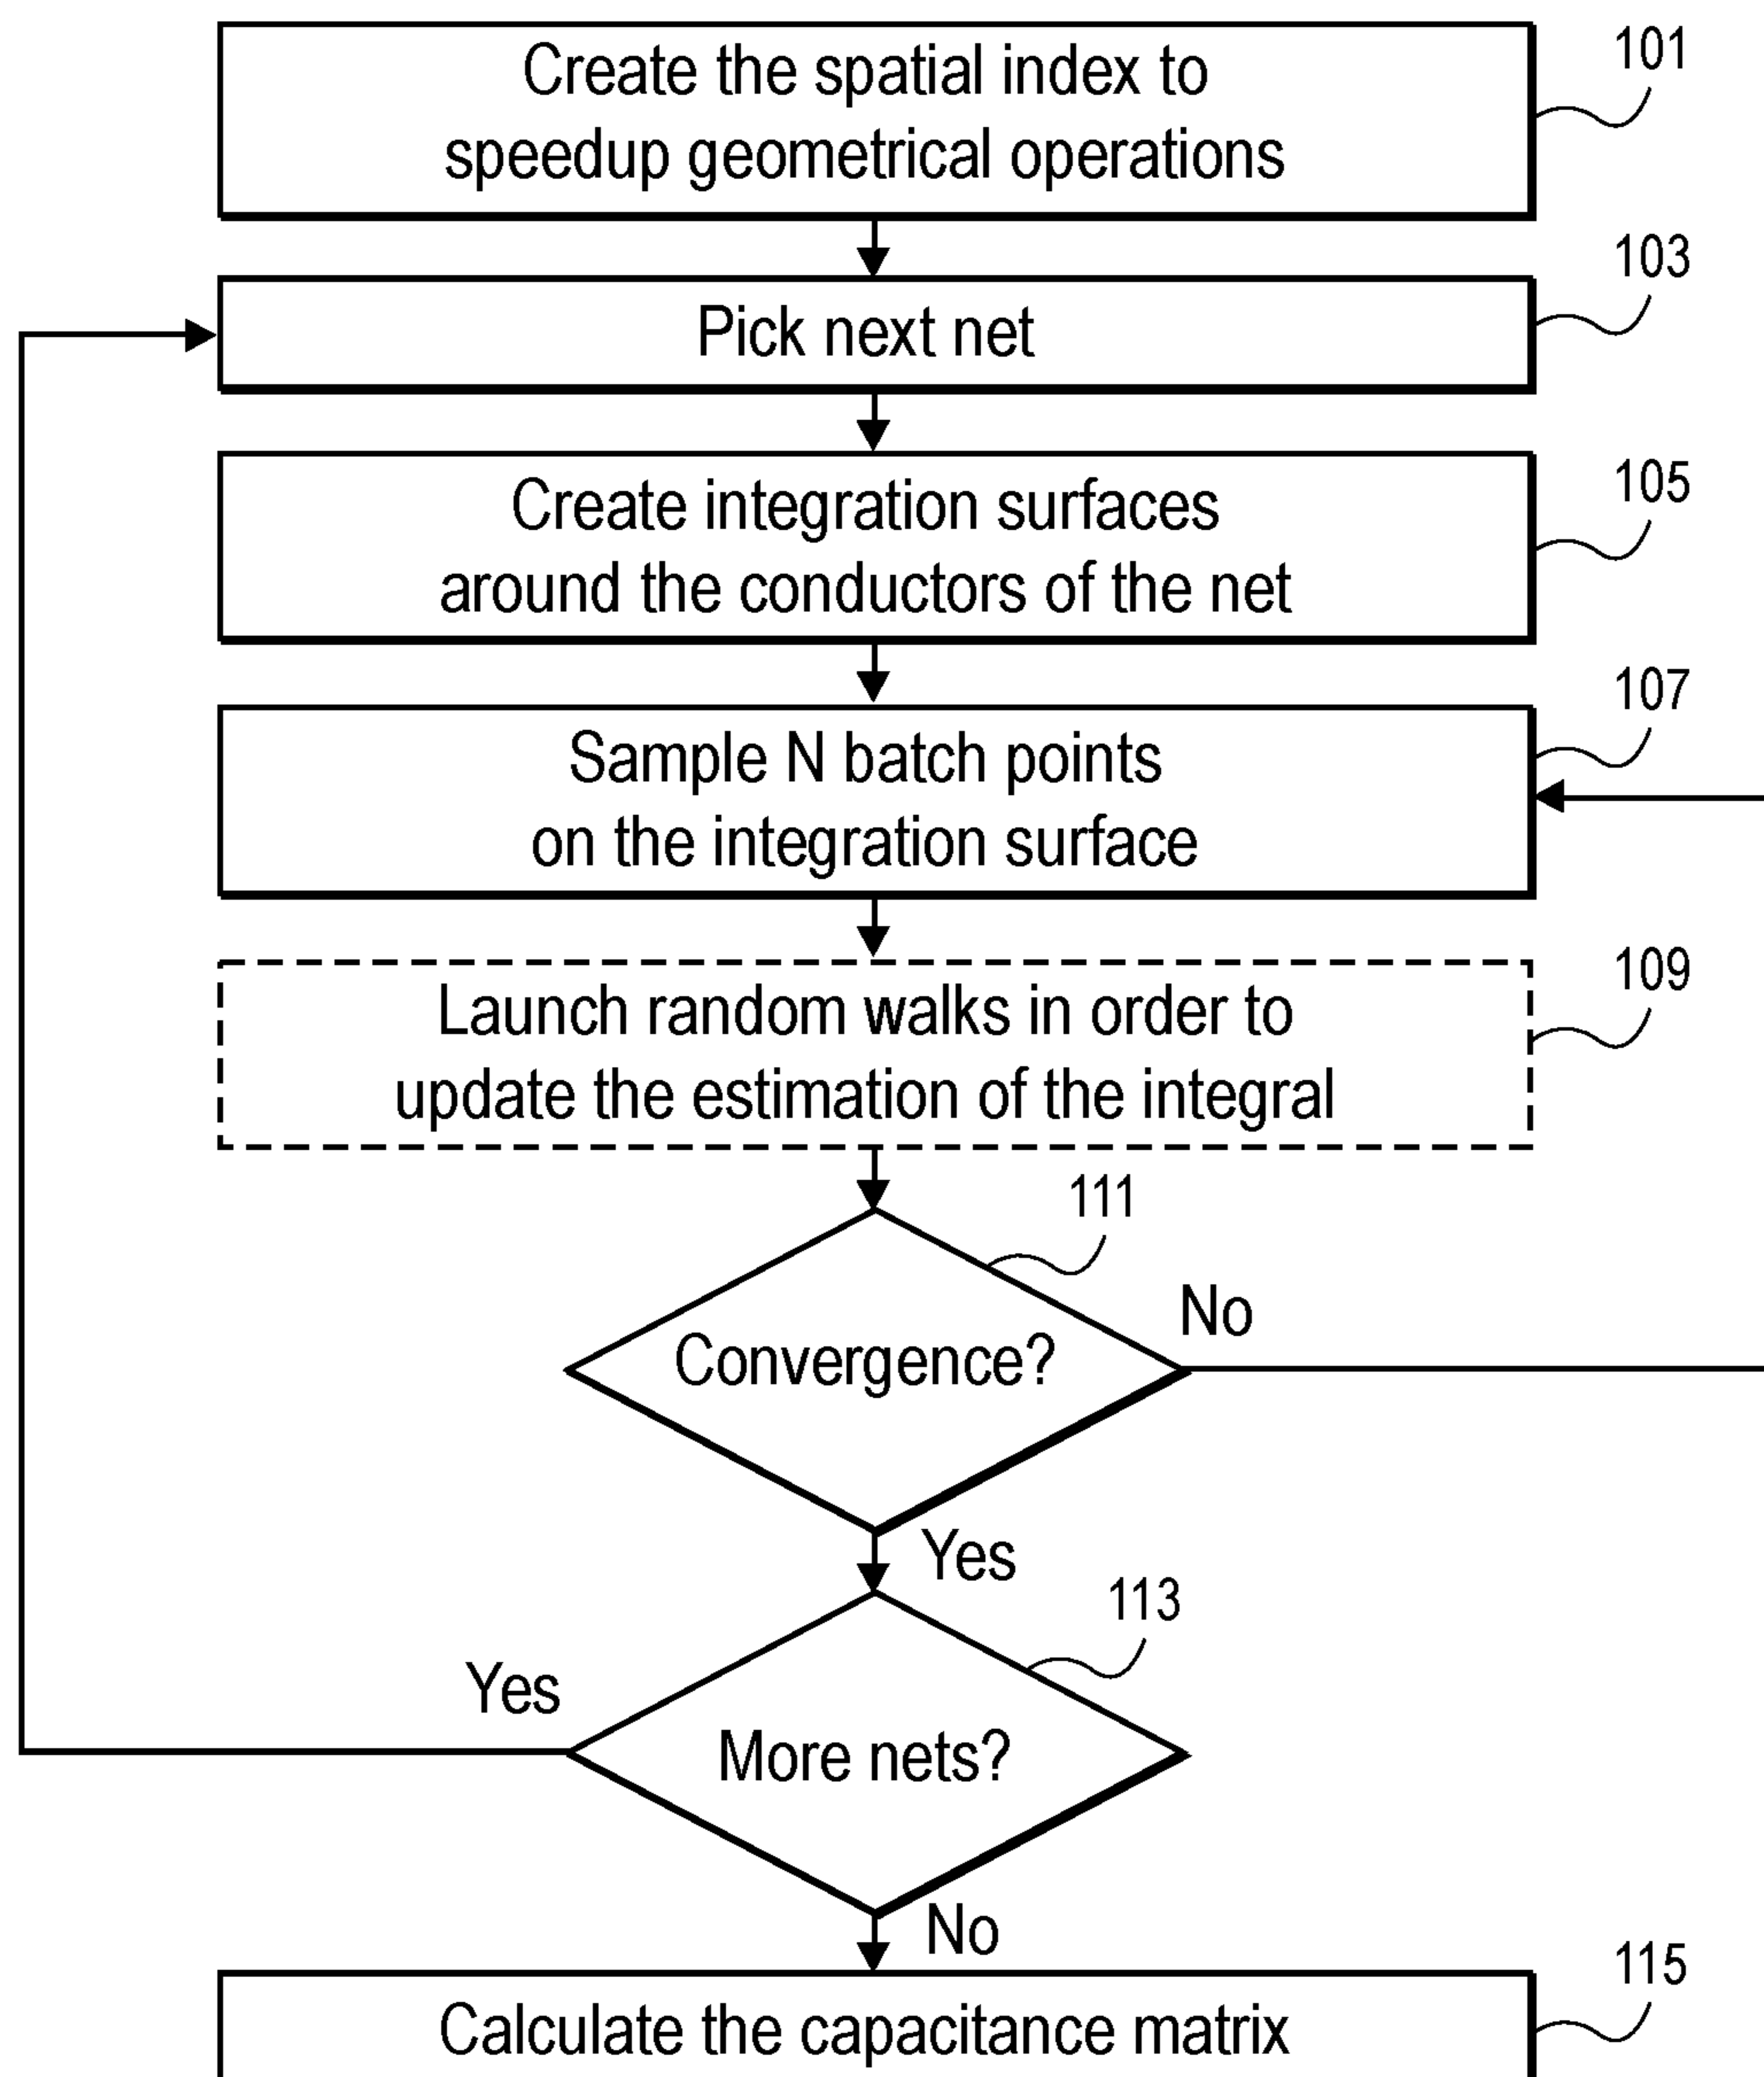 Create the spatial index to
speedup geometrical operations
101
Pick next net
103
Create integration surfaces
around the conductors of the net
105
Sample N batch points
on the integration surface
107
Launch random walks in order to
update the estimation of the integral
109
111
Convergence?
No
Yes
113
More nets?
Yes
No
Calculate the capacitance matrix
115